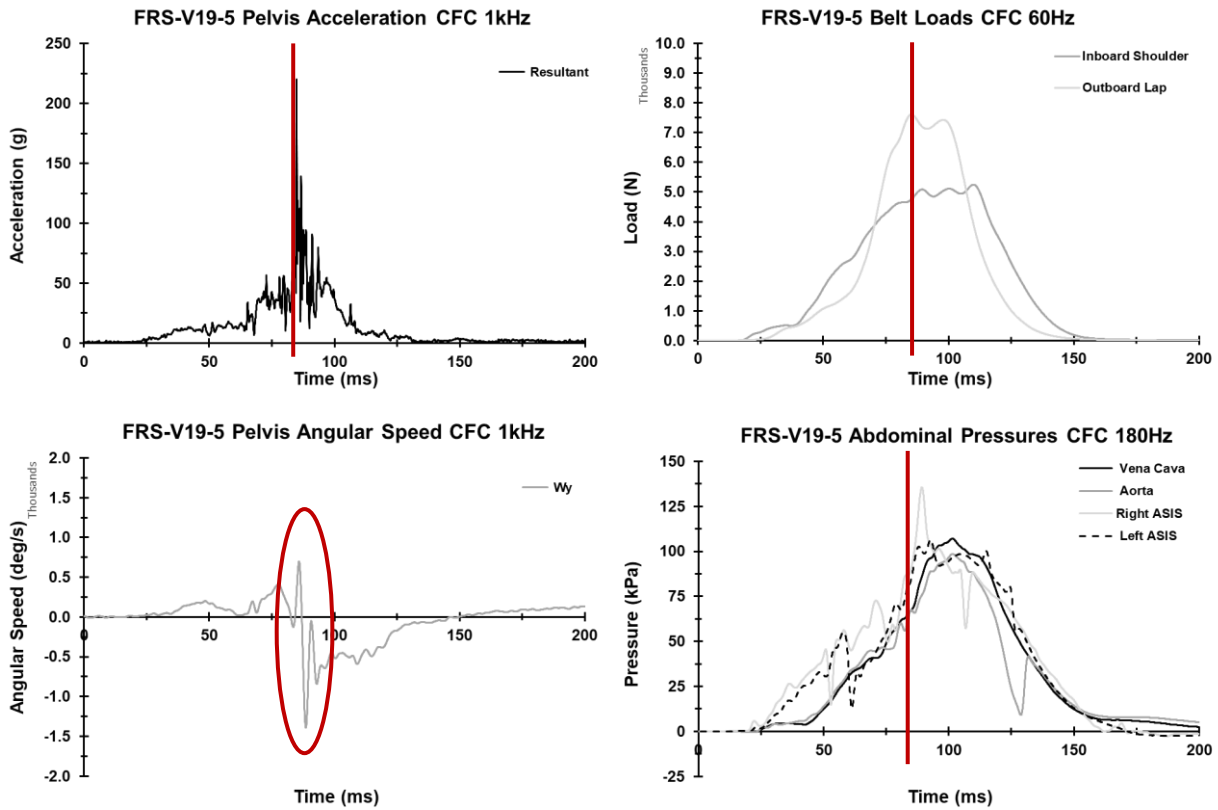 FRS-V19-5 Pelvis Acceleration CFC 1kHz
250
200
150
100
50
0
Acceleration (g)
Resultant
0
50
100
150
200
Time (ms)
FRS-V19-5 Belt Loads CFC 60Hz
10.0
9.0
8.0
7.0
6.0
5.0
4.0
3.0
2.0
1.0
0.0
Thousands
Load (N)
Inboard Shoulder
Outboard Lap
0
50
100
150
200
Time (ms)
FRS-V19-5 Pelvis Angular Speed CFC 1kHz
2.0
1.5
1.0
0.5
0.0
-0.5
-1.0
-1.5
-2.0
Thousands
Angular Speed (deg/s)
Wy
0
50
100
150
200
Time (ms)
FRS-V19-5 Abdominal Pressures CFC 180Hz
150
125
100
75
50
25
0
-25
Pressure (kPa)
Vena Cava
Aorta
Right ASIS
Left ASIS
0
50
100
150
200
Time (ms)